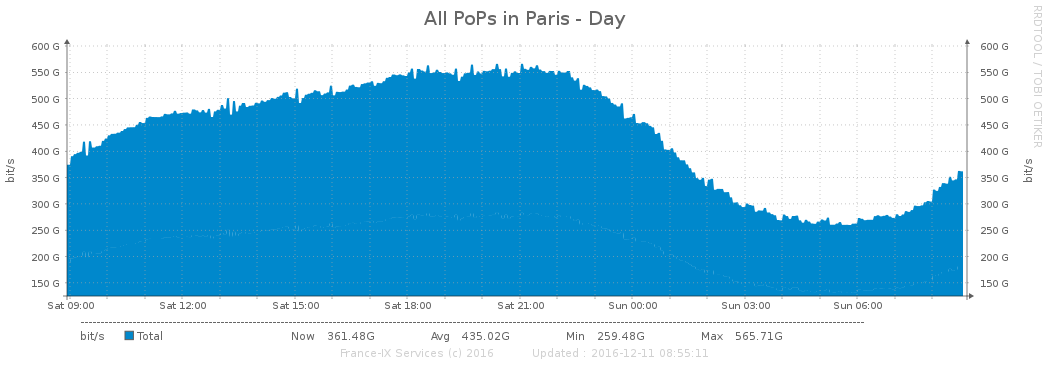 All PoPs in Paris - Day
RRDTOOL / TOBI OETIKER
600 G 600 G
550 G 550 G
500 G 500 G
450 G 450 G
400 G 400 G
350 G 350 G
300 G 300 G
250 G 250 G
200 G 200 G
150 G 150 G
bit/s bit/s
Sat 09:00 Sat 12:00 Sat 15:00 Sat 18:00 Sat 21:00 Sun 00:00 Sun 03:00 Sun 06:00
bit/s Total Now 361.48G Avg 435.02G Min 259.48G Max 565.71G
France-IX Services (c) 2016 Updated : 2016-12-11 08:55:11